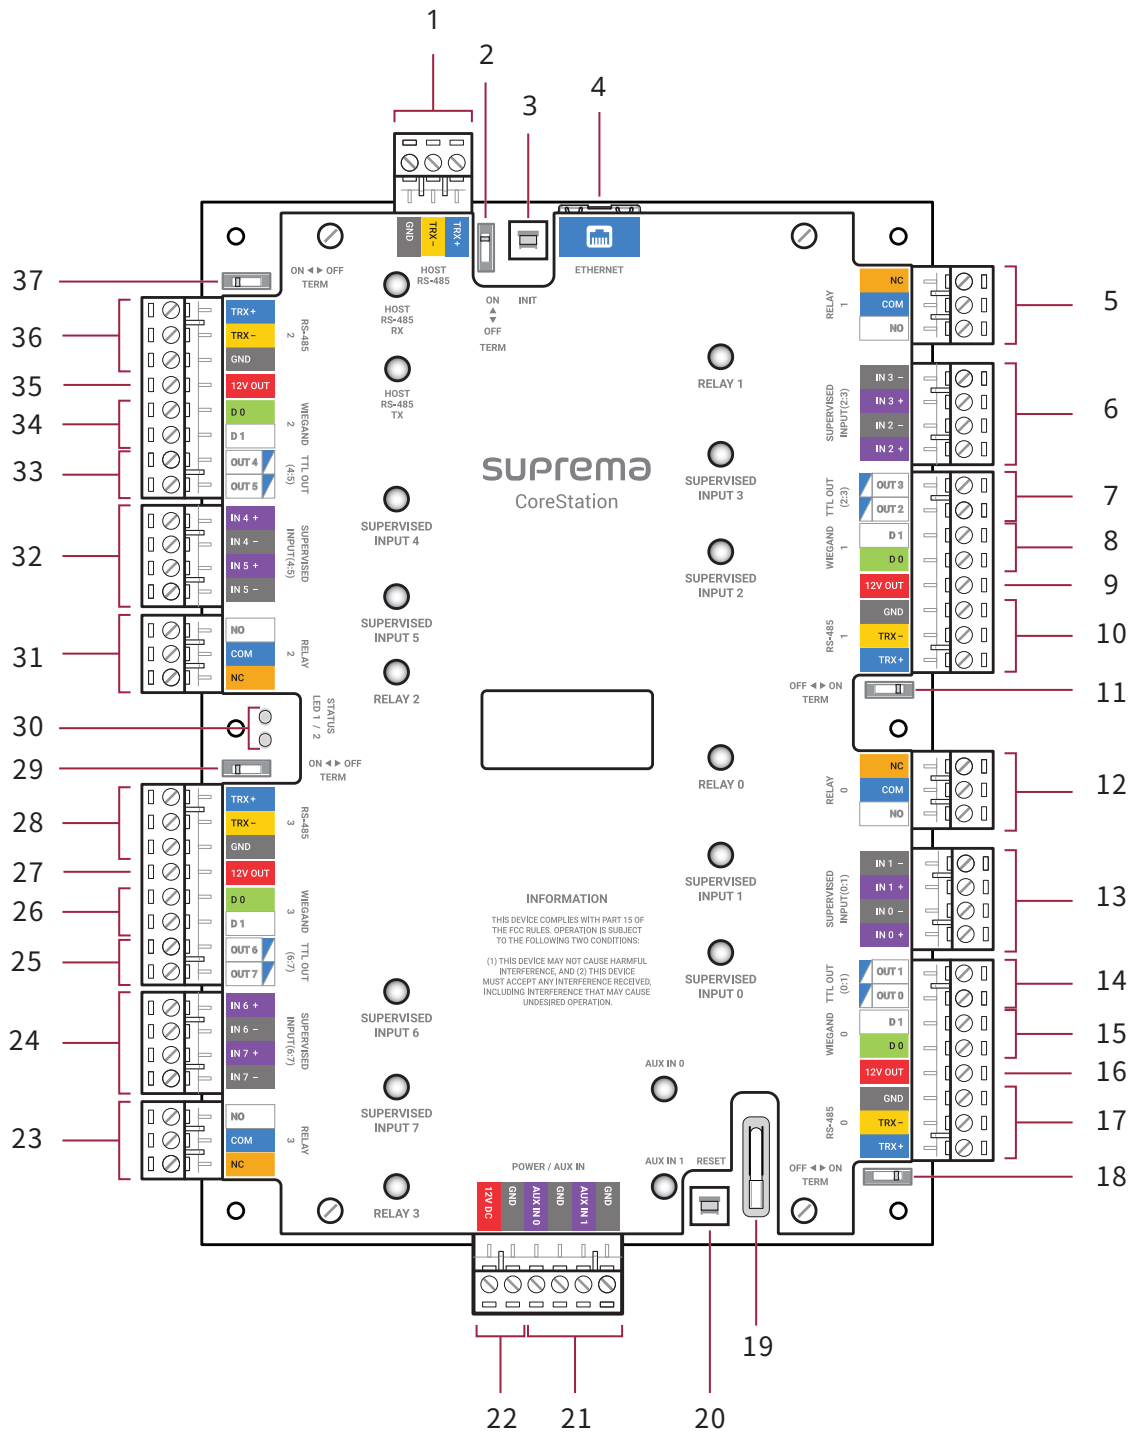 1
2
3
4
GND
TRX −
TRX +
HOST
RS-485
ON
OFF
TERM
INIT
ETHERNET
37
ON ◀ ▶ OFF
TERM
HOST
RS-485
RX
HOST
RS-485
TX
36
TRX +
TRX −
GND
RS-485
2
35
12V OUT
34
D 0
D 1
WIEGAND
2
33
OUT 4
OUT 5
TTL OUT
(4:5)
32
IN 4 +
IN 4 −
IN 5 +
IN 5 −
SUPERVISED
INPUT(4:5)
31
NO
COM
NC
RELAY
2
30
STATUS
LED 1 / 2
29
ON ◀ ▶ OFF
TERM
28
TRX +
TRX −
GND
RS-485
3
27
12V OUT
26
D 0
D 1
WIEGAND
3
25
OUT 6
OUT 7
TTL OUT
(6:7)
24
IN 6 +
IN 6 −
IN 7 +
IN 7 −
SUPERVISED
INPUT(6:7)
23
NO
COM
NC
RELAY
3
SUPERVISED
INPUT 4
SUPERVISED
INPUT 5
RELAY 2
SUPERVISED
INPUT 6
SUPERVISED
INPUT 7
RELAY 3
suprema
CoreStation
INFORMATION
THIS DEVICE COMPLIES WITH PART 15 OF
THE FCC RULES. OPERATION IS SUBJECT
TO THE FOLLOWING TWO CONDITIONS:
(1) THIS DEVICE MAY NOT CAUSE HARMFUL
INTERFERENCE, AND (2) THIS DEVICE
MUST ACCEPT ANY INTERFERENCE RECEIVED,
INCLUDING INTERFERENCE THAT MAY CAUSE
UNDESIRED OPERATION.
RELAY 1
SUPERVISED
INPUT 3
SUPERVISED
INPUT 2
RELAY 0
SUPERVISED
INPUT 1
SUPERVISED
INPUT 0
AUX IN 0
AUX IN 1
RESET
POWER / AUX IN
12V DC
GND
AUX IN 0
GND
AUX IN 1
GND
RELAY
1
NC
COM
NO
5
SUPERVISED
INPUT(2:3)
IN 3 −
IN 3 +
IN 2 −
IN 2 +
6
TTL OUT
(2:3)
OUT 3
OUT 2
7
WIEGAND
1
D 1
D 0
8
12V OUT
9
RS-485
1
GND
TRX −
TRX +
10
OFF ◀ ▶ ON
TERM
11
RELAY
0
NC
COM
NO
12
SUPERVISED
INPUT(0:1)
IN 1 −
IN 1 +
IN 0 −
IN 0 +
13
TTL OUT
(0:1)
OUT 1
OUT 0
14
WIEGAND
0
D 1
D 0
15
12V OUT
16
RS-485
0
GND
TRX −
TRX +
17
OFF ◀ ▶ ON
TERM
18
19
22
21
20